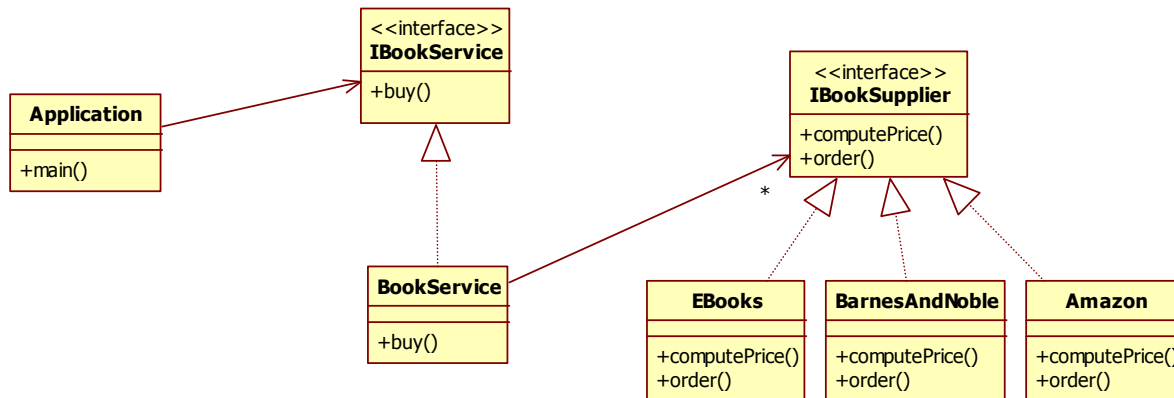 <<interface>>
IBookService
+buy()
Application
+main()
<<interface>>
IBookSupplier
+computePrice()
+order()
*
BookService
+buy()
EBooks
+computePrice()
+order()
BarnesAndNoble
+computePrice()
+order()
Amazon
+computePrice()
+order()